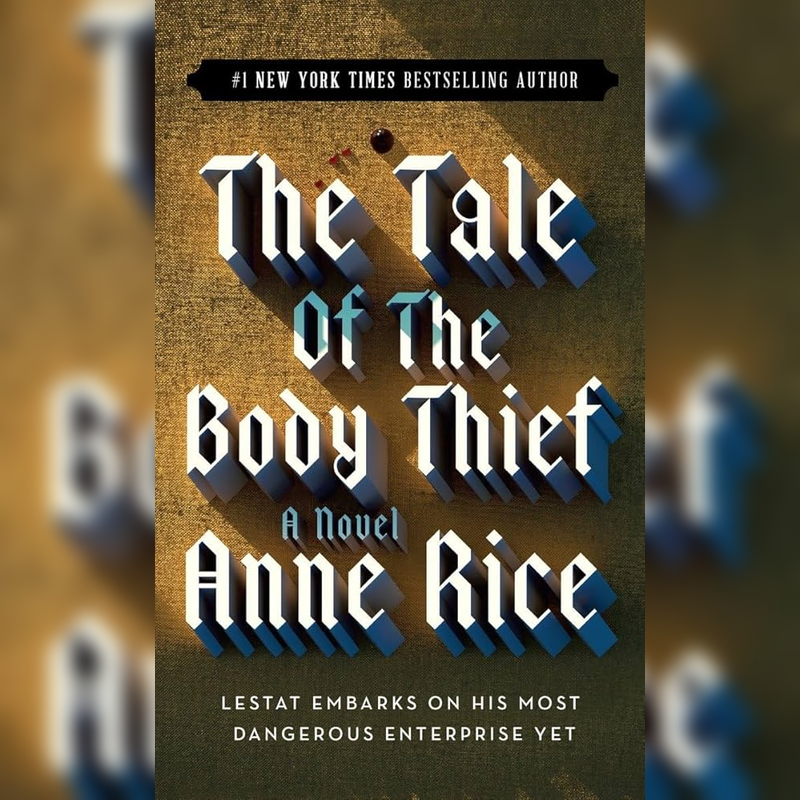 #1 NEW YORK TIMES BESTSELLING AUTHOR
The Tale
Of The
Body Thief
A Novel
Anne Rice
LESTAT EMBARKS ON HIS MOST
DANGEROUS ENTERPRISE YET